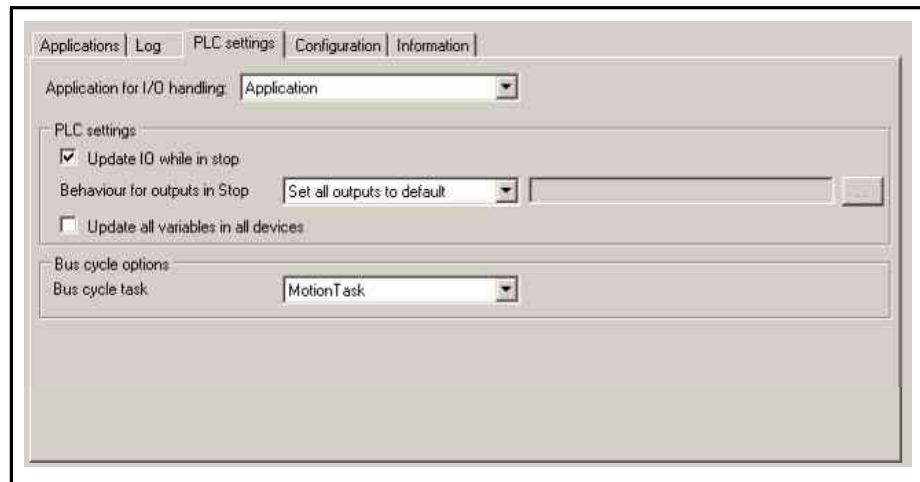 Applications Log PLC settings Configuration Information
Application for I/O handling: Application
PLC settings
Update IO while in stop
Behaviour for outputs in Stop Set all outputs to default ...
Update all variables in all devices
Bus cycle options
Bus cycle task MotionTask